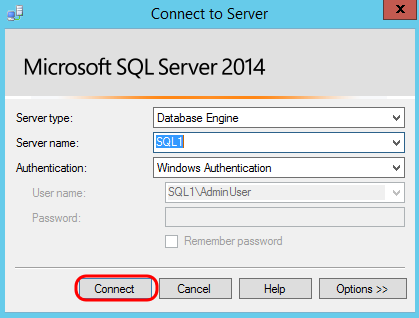 Connect to Server
x
Microsoft SQL Server 2014
Server type: Database Engine
Server name: SQL1
Authentication: Windows Authentication
User name: SQL1\AdminUser
Password:
Remember password
Connect Cancel Help Options >>